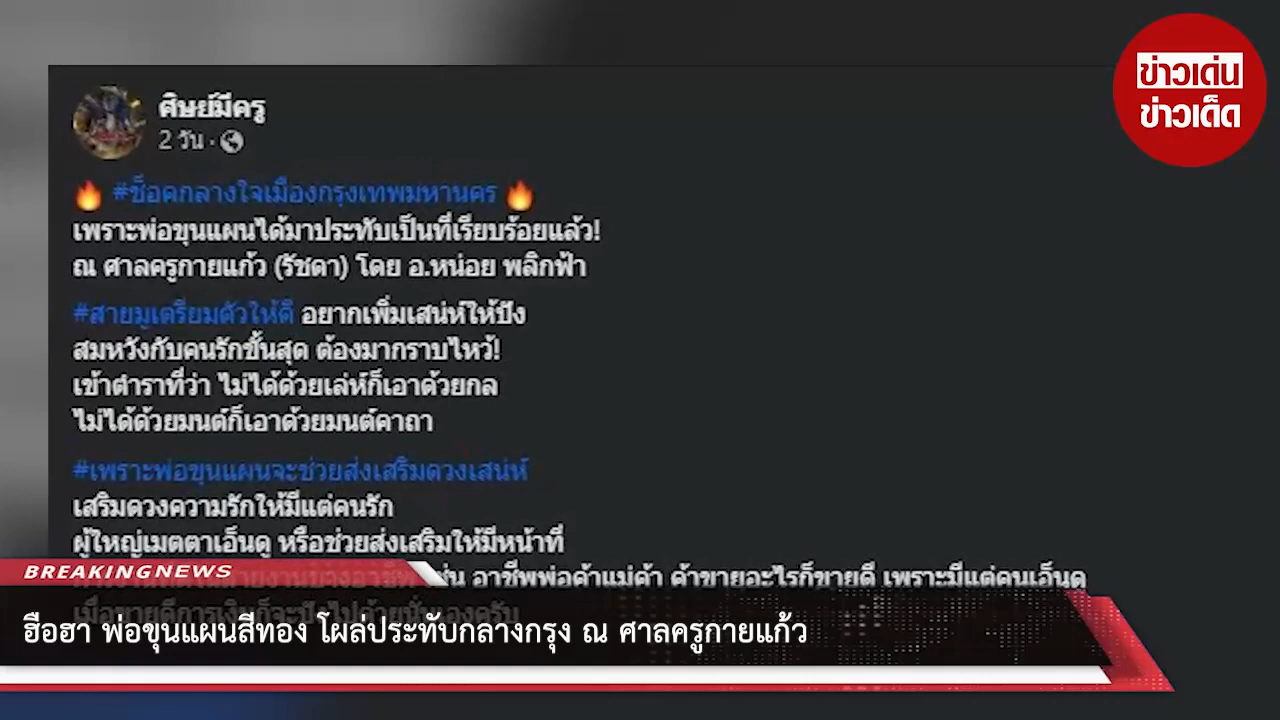 ข่าวเด่น
ข่าวเด็ด
ศิษย์มีครู
2 วัน ·
#ช็อคกลางใจเมืองกรุงเทพมหานคร
เพราะพ่อขุนแผนได้มาประทับเป็นที่เรียบร้อยแล้ว!
ณ ศาลครูกายแก้ว (รัชดา) โดย อ.หน่อย พลิกฟ้า
#สายมูเตรียมตัวให้ดี อยากเพิ่มเสน่ห์ให้ปัง
สมหวังกับคนรักขั้นสุด ต้องมากราบไหว้!
เข้าตำราที่ว่า ไม่ได้ด้วยเล่ห์ก็เอาด้วยกล
ไม่ได้ด้วยมนต์ก็เอาด้วยมนต์คาถา
#เพราะพ่อขุนแผนจะช่วยส่งเสริมดวงเสน่ห์
เสริมดวงความรักให้มีแต่คนรัก
ผู้ใหญ่เมตตาเอ็นดู หรือช่วยส่งเสริมให้มีหน้าที่
อาชีพพ่อค้าแม่ค้า ค้าขายอะไรก็ขายดี เพราะมีแต่คนเอ็นดู
BREAKING NEWS
ฮือฮา พ่อขุนแผนสีทอง โผล่ประทับกลางกรุง ณ ศาลครูกายแก้ว